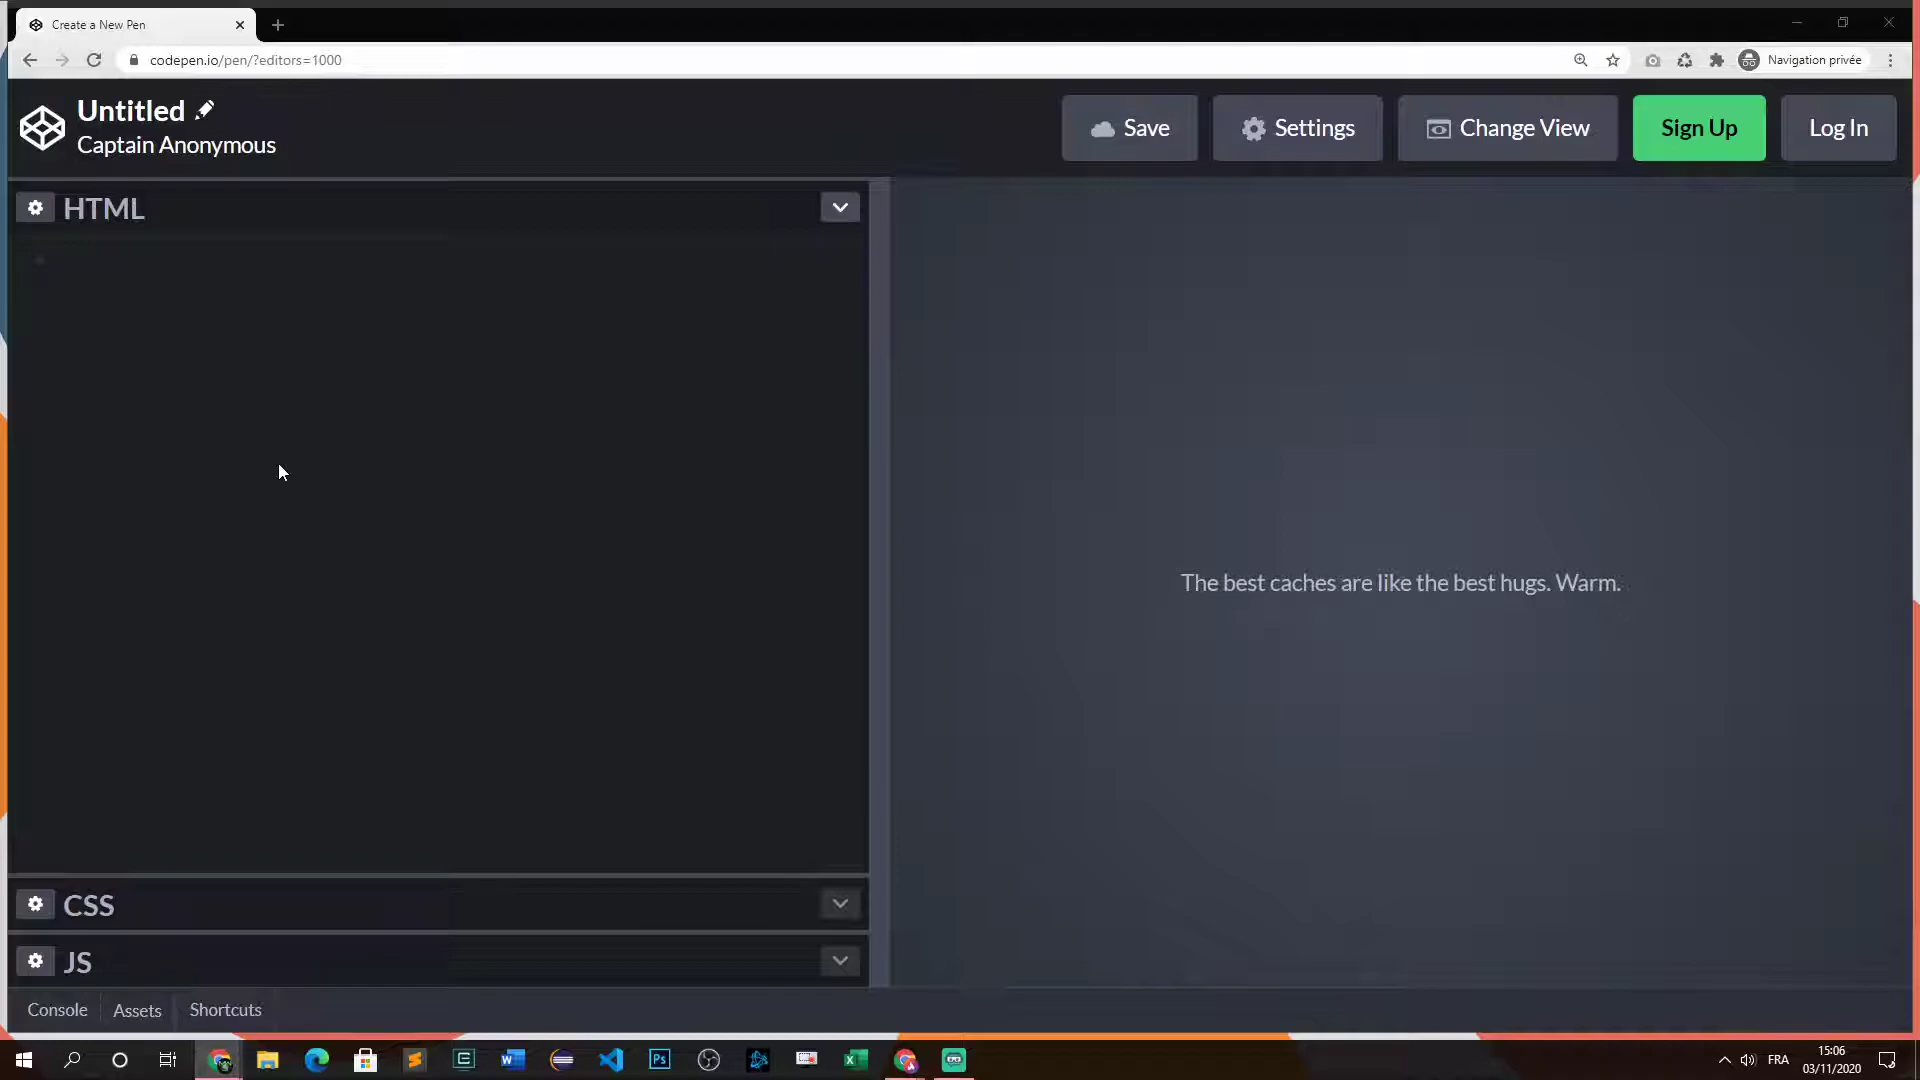 Create a New Pen
codepen.io/pen/?editors=1000
Navigation privée
Untitled
Captain Anonymous
Save
Settings
Change View
Sign Up
Log In
HTML
The best caches are like the best hugs. Warm.
CSS
JS
Console
Assets
Shortcuts
FRA
15:06
03/11/2020